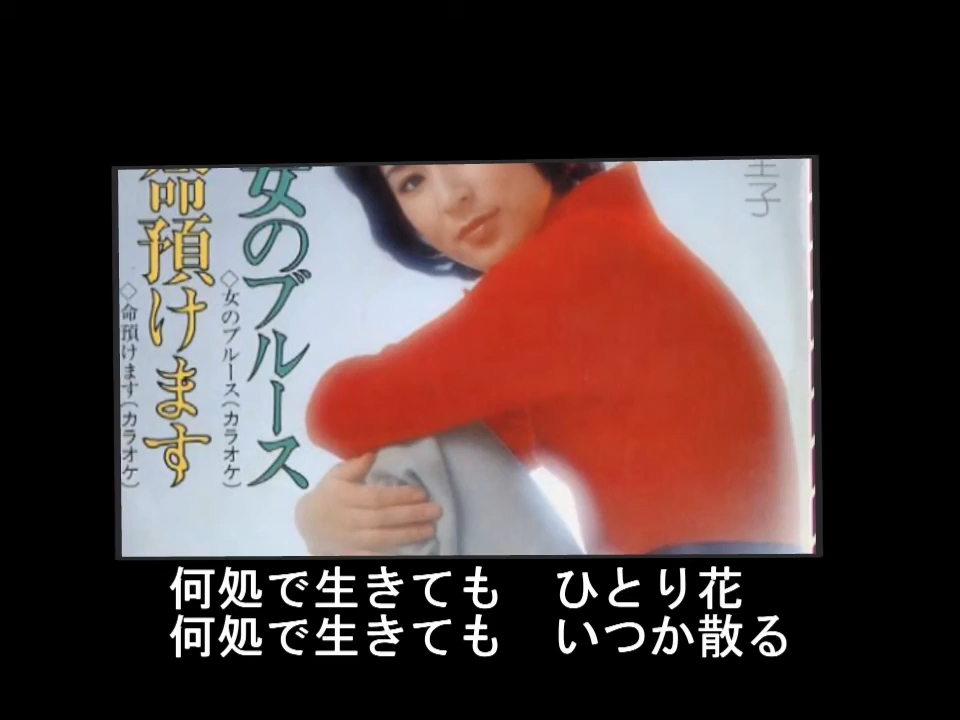 圭子
女のブルース
◇女のブルース(カラオケ)
命預けます
◇命預けます(カラオケ)
何処で生きても　ひとり花
何処で生きても　いつか散る